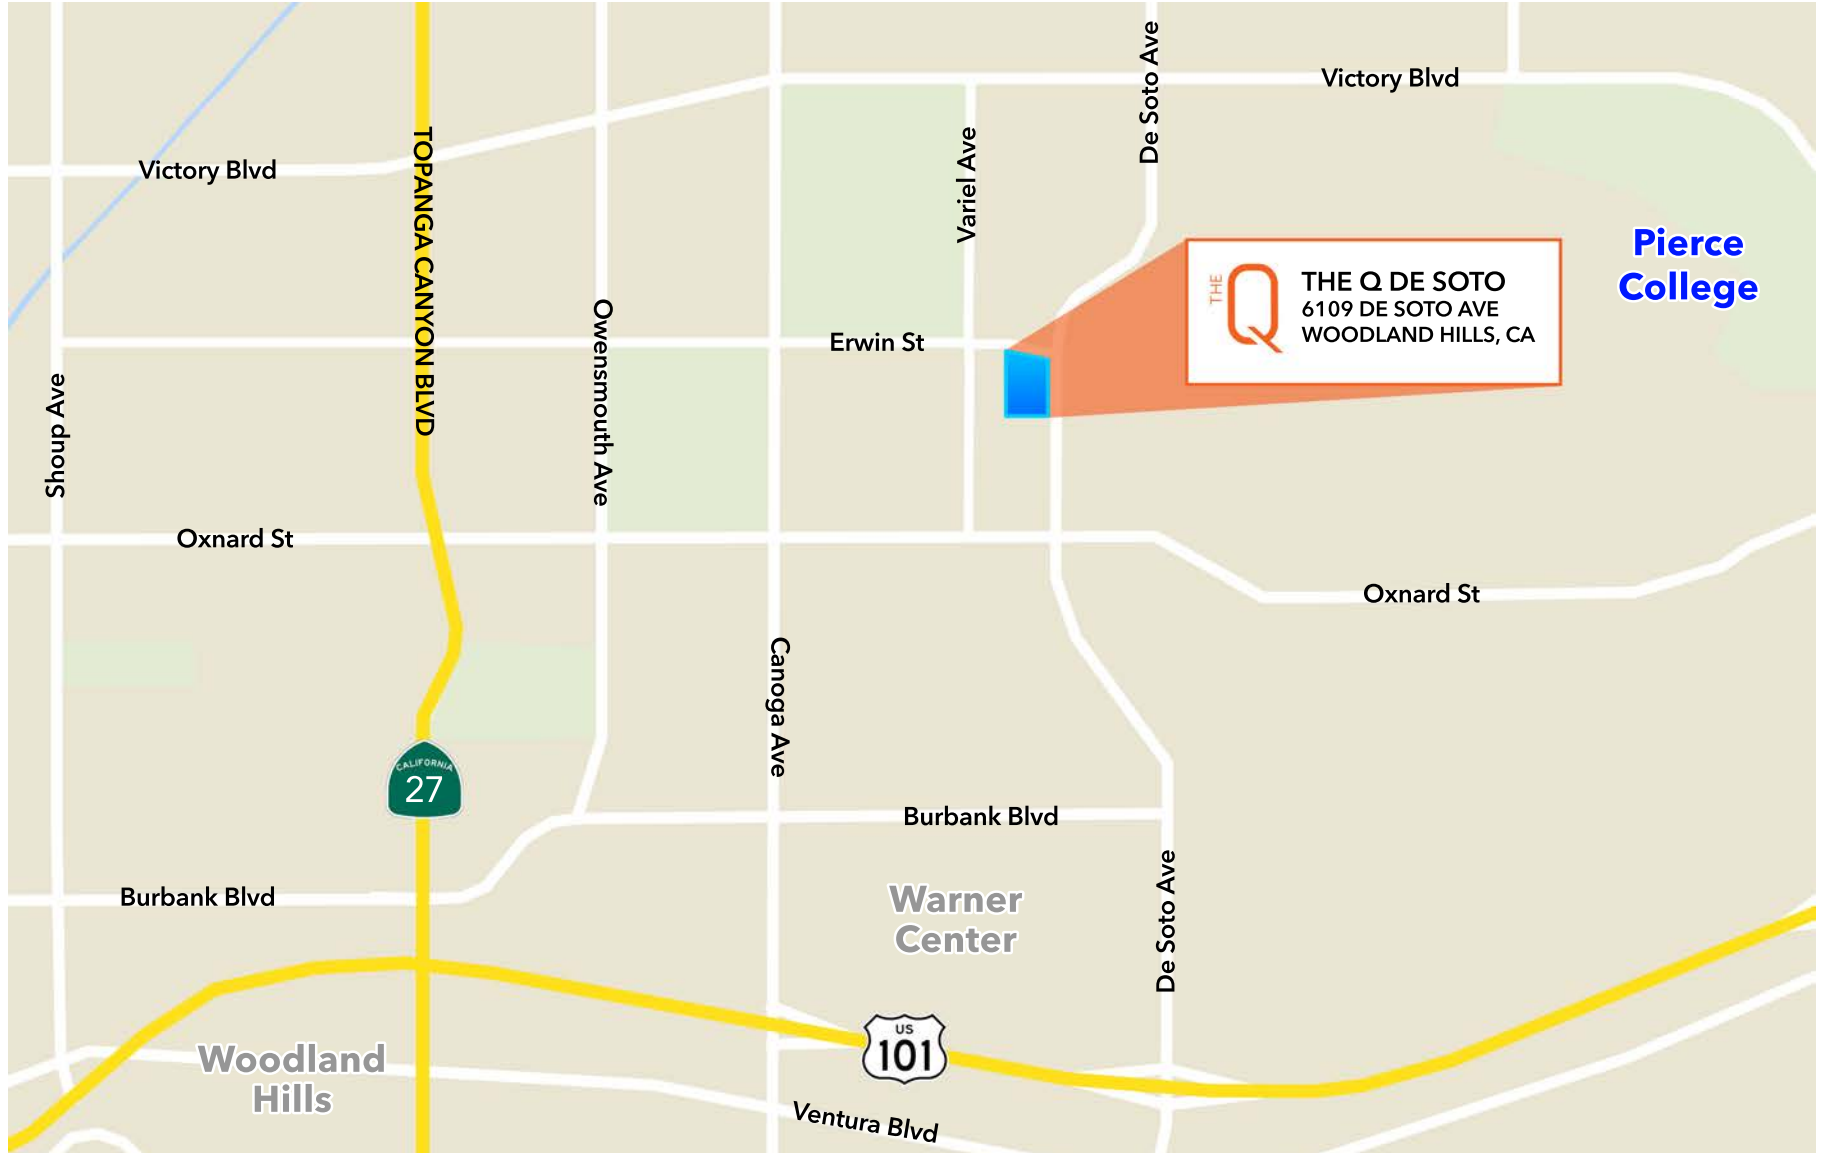 De Soto Ave
Victory Blvd
Victory Blvd
TOPANGA CANYON BLVD
Variel Ave
Pierce
College
THE
Q
THE Q DE SOTO
6109 DE SOTO AVE
WOODLAND HILLS, CA
Owensmouth Ave
Erwin St
Shoup Ave
Oxnard St
Oxnard St
Canoga Ave
CALIFORNIA
27
Burbank Blvd
Burbank Blvd
De Soto Ave
Warner
Center
US
101
Woodland
Hills
Ventura Blvd